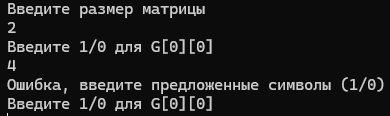 Введите размер матрицы
2
Введите 1/0 для G[0][0]
4
Ошибка, введите предложенные символы (1/0)
Введите 1/0 для G[0][0]